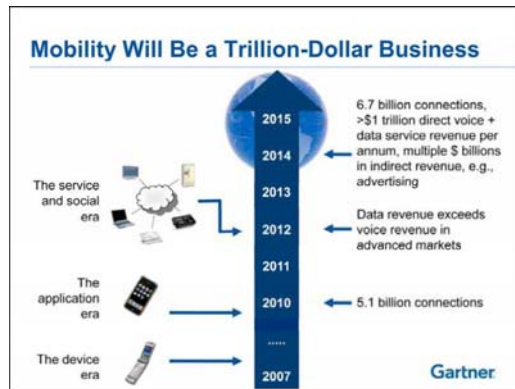 Mobility Will Be a Trillion-Dollar Business
2015
2014
2013
2012
2011
2010
.....
2007
The service
and social
era
The
application
era
The device
era
6.7 billion connections,
>$1 trillion direct voice +
data service revenue per
annum, multiple $ billions
in indirect revenue, e.g.,
advertising
Data revenue exceeds
voice revenue in
advanced markets
5.1 billion connections
Gartner